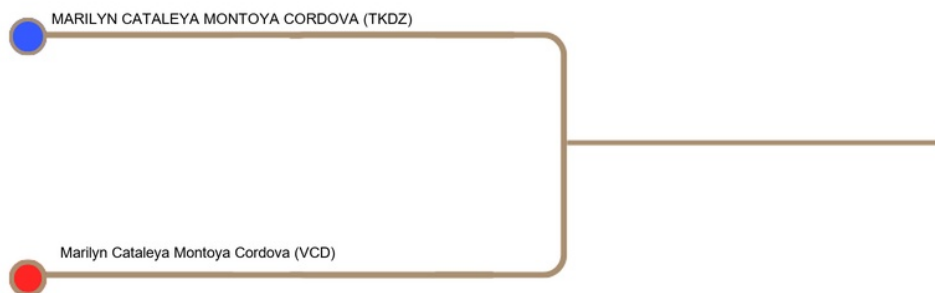 MARILYN CATALEYA MONTOYA CORDOVA (TKDZ)
Marilyn Cataleya Montoya Cordova (VCD)